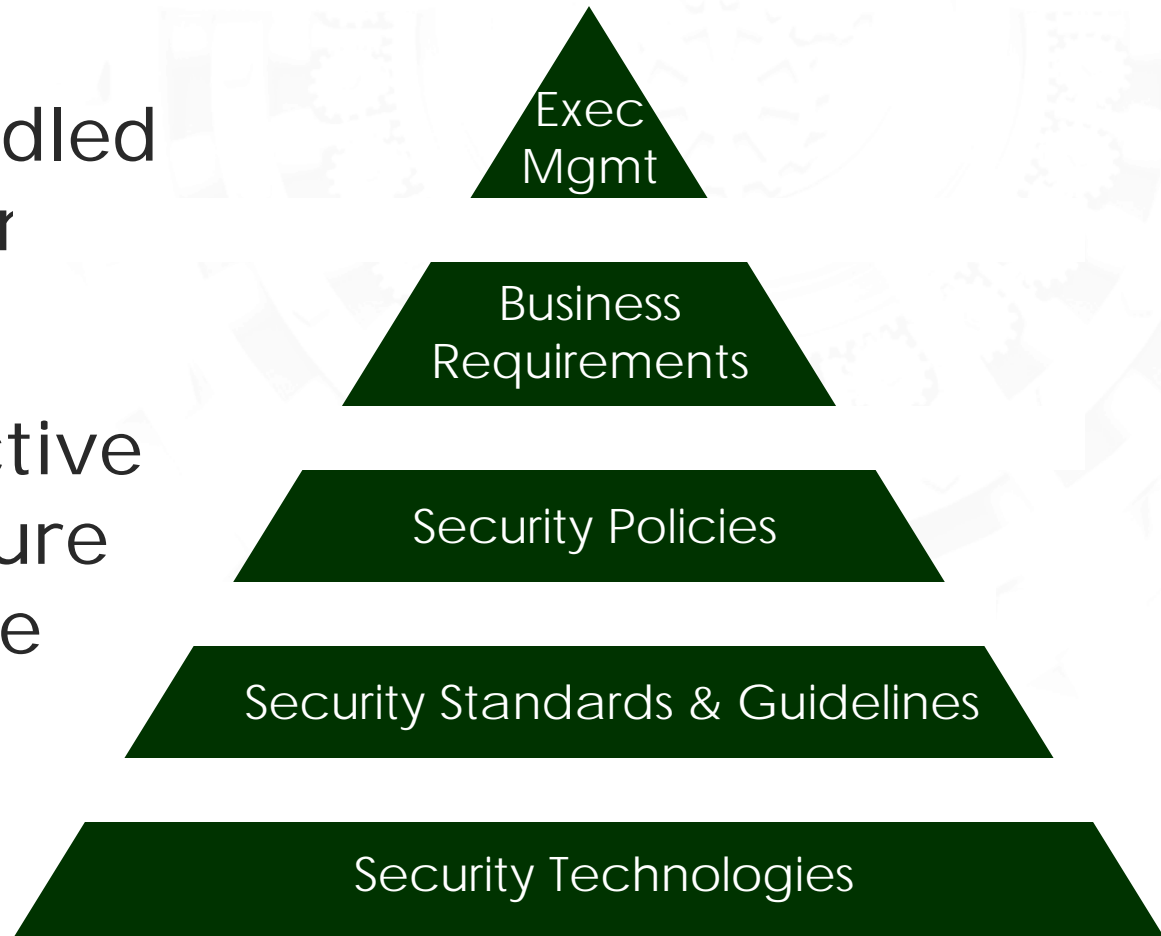 dled
r
ctive
ure
e
Exec
Mgmt
Business
Requirements
Security Policies
Security Standards & Guidelines
Security Technologies